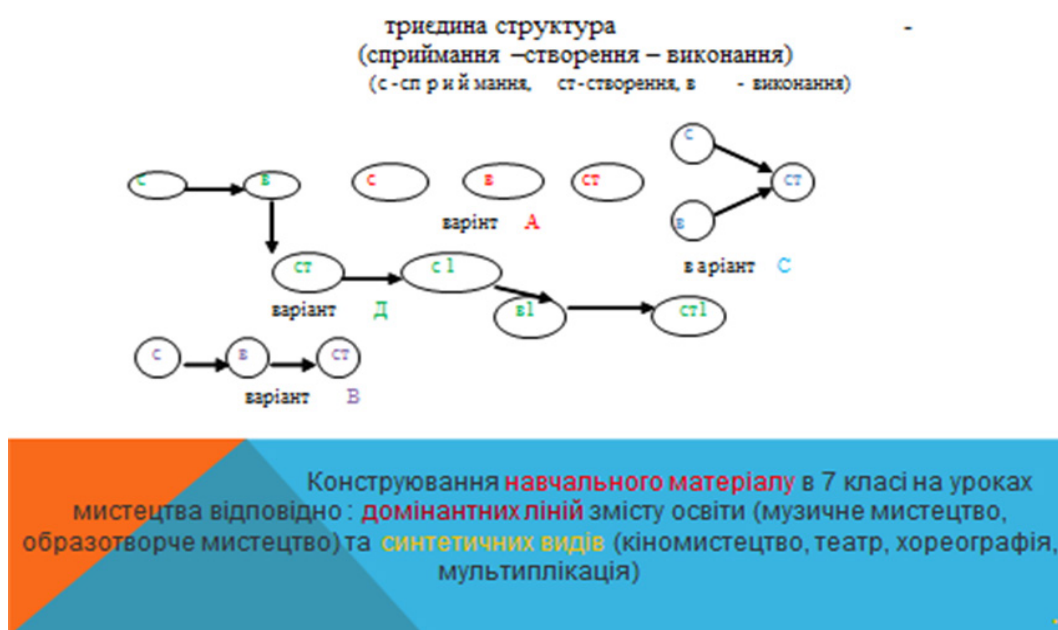 триєдина структура -
(сприймання –створення – виконання)
(с -сп р и й мання, ст-створення, в - виконання)
с
с в с в ст ст
варінт А
в
варіант С
ст с 1
варіант Д
в1 ст1
с в ст
варіант В
Конструювання навчального матеріалу в 7 класі на уроках
мистецтва відповідно : домінантних ліній змісту освіти (музичне мистецтво,
образотворче мистецтво) та синтетичних видів (кіномистецтво, театр, хореографія,
мультиплікація)